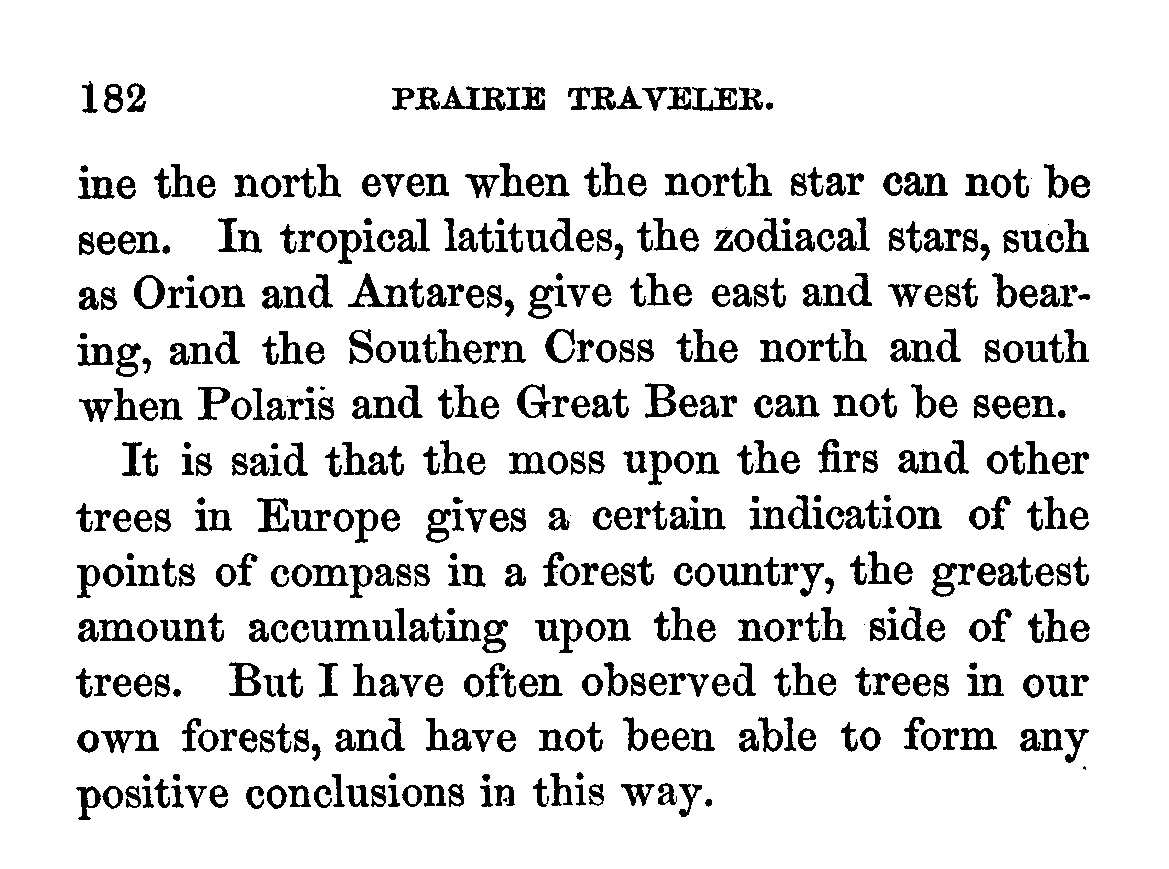 182 PRAIRIE TRAVELER.
ine the north even when the north star can not be
seen. In tropical latitudes, the zodiacal stars, such
as Orion and Antares, give the east and west bear-
ing, and the Southern Cross the north and south
when Polaris and the Great Bear can not be seen.
It is said that the moss upon the firs and other
trees in Europe gives a certain indication of the
points of compass in a forest country, the greatest
amount accumulating upon the north side of the
trees. But I have often observed the trees in our
own forests, and have not been able to form any
positive conclusions in this way.